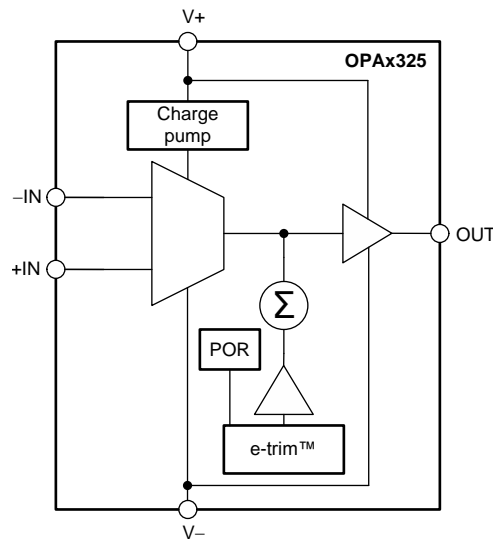 V+
OPAx325
Charge
pump
–IN
+IN
OUT
Σ
POR
e-trim™
V–